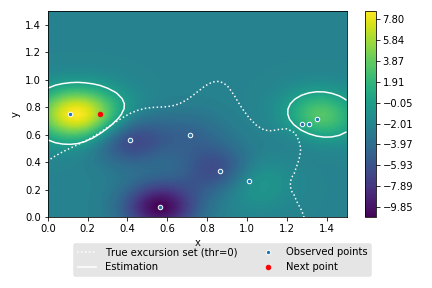 1.4
1.2
1.0
0.8
0.6
0.4
0.2
0.0
y
0.0 0.2 0.4 0.6 0.8 1.0 1.2 1.4
x
7.80
5.84
3.87
1.91
−0.05
−2.01
−3.97
−5.93
−7.89
−9.85
True excursion set (thr=0)
Estimation
Observed points
Next point